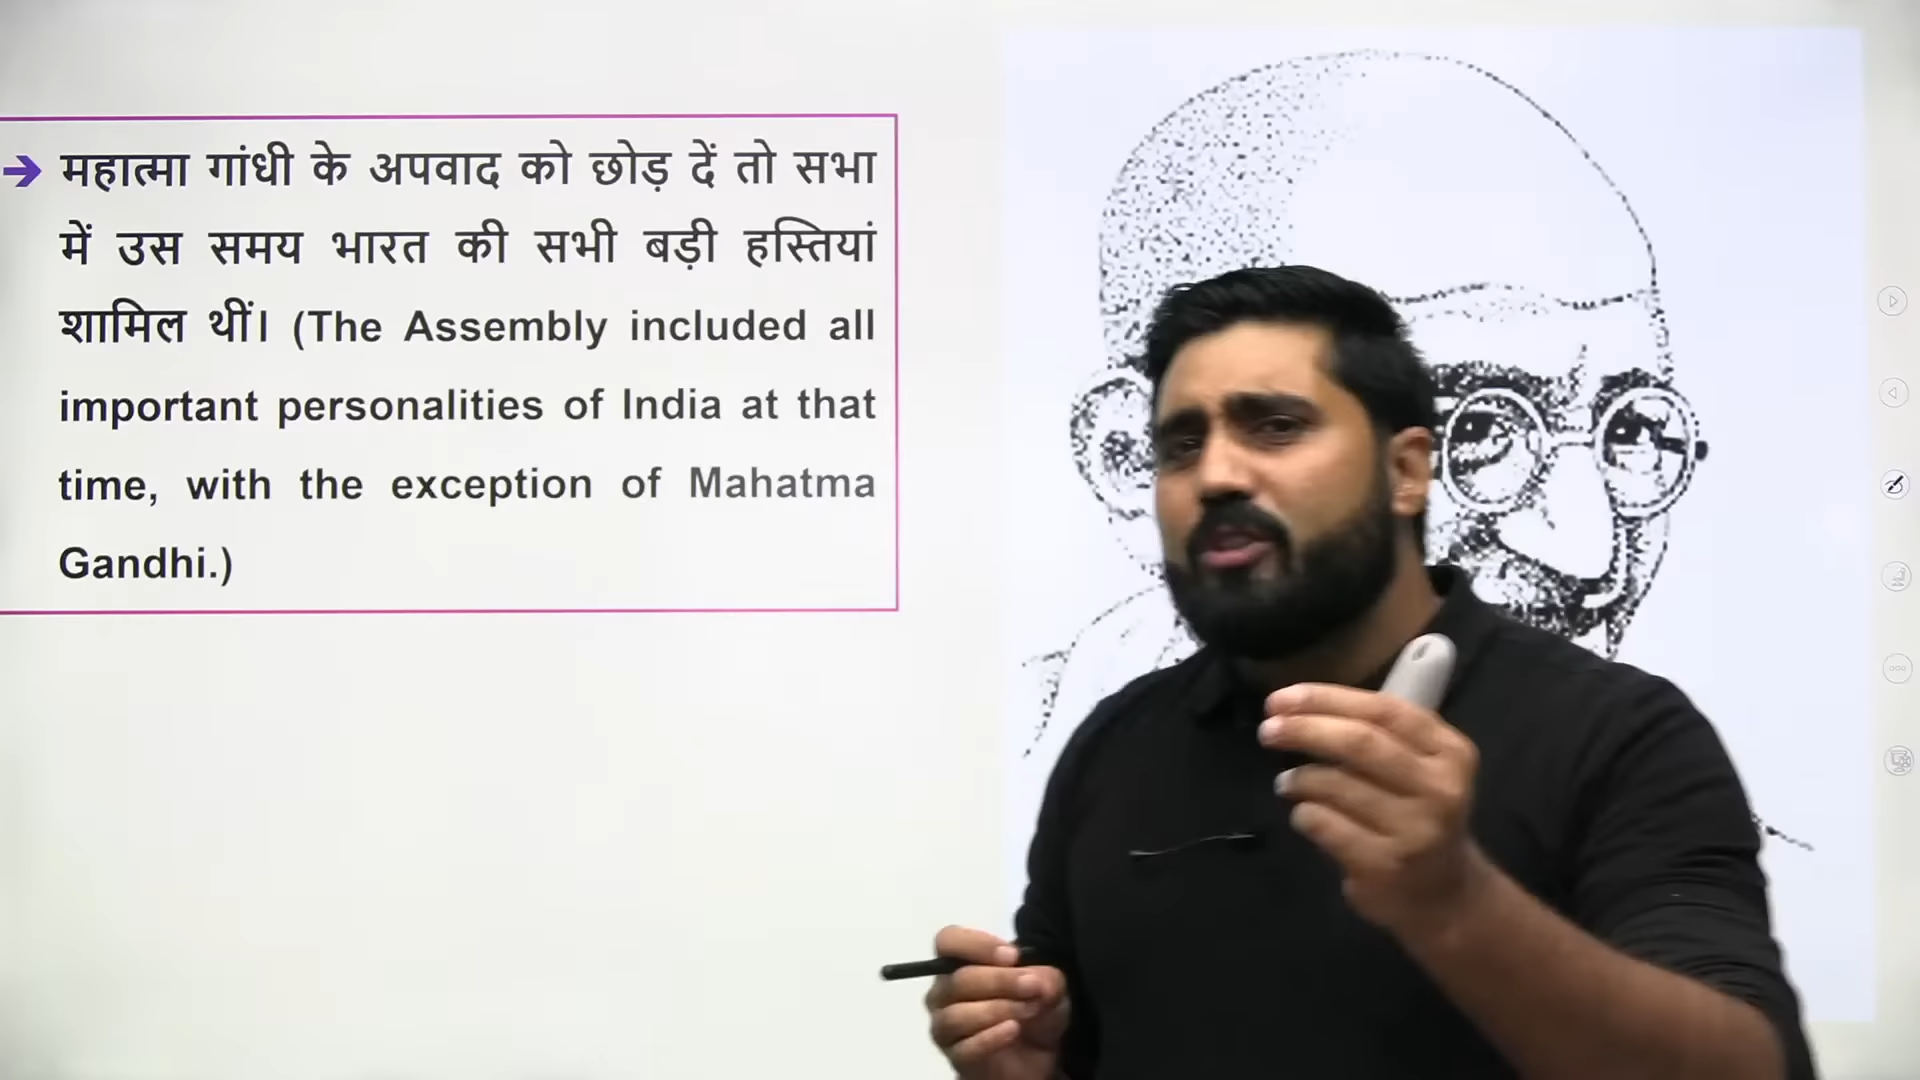 महात्मा गांधी के अपवाद को छोड़ दें तो सभा
में उस समय भारत की सभी बड़ी हस्तियां
शामिल थीं। (The Assembly included all
important personalities of India at that
time, with the exception of Mahatma
Gandhi.)